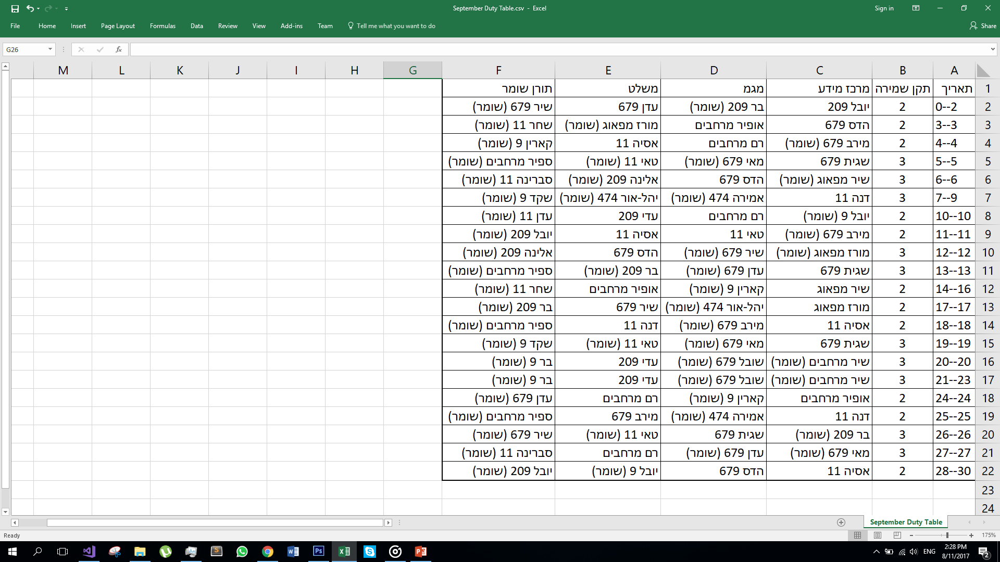 September Duty Table.csv - Excel
Sign in
File Home Insert Page Layout Formulas Data Review View Add-ins Team Tell me what you want to do Share
G26 fx
M L K J I H G F E D C B A
1 תאריך תקן שמירה מרכז מידע מגמ משלט תורן שומר
2 0--2 2 יובל 209 בר 209 (שומר) עדן 679 שיר 679 (שומר)
3 3--3 2 הדס 679 אופיר מרחבים מורז מפאוג (שומר) שחר 11 (שומר)
4 4--4 2 מירב 679 (שומר) רם מרחבים אסיה 11 קארין 9 (שומר)
5 5--5 3 שגית 679 מאי 679 (שומר) טאי 11 (שומר) ספיר מרחבים (שומר)
6 6--6 3 שיר מפאוג (שומר) הדס 679 אלינה 209 (שומר) סברינה 11 (שומר)
7 7--9 3 דנה 11 אמירה 474 (שומר) יהל-אור 474 (שומר) שקד 9 (שומר)
8 10--10 2 יובל 9 (שומר) רם מרחבים עדי 209 עדן 11 (שומר)
9 11--11 2 מירב 679 (שומר) טאי 11 אסיה 11 יובל 209 (שומר)
10 12--12 3 מורז מפאוג (שומר) שיר 679 (שומר) הדס 679 אלינה 209 (שומר)
11 13--13 3 שגית 679 עדן 679 (שומר) בר 209 (שומר) ספיר מרחבים (שומר)
12 14--16 2 שיר מפאוג קארין 9 (שומר) אופיר מרחבים שחר 11 (שומר)
13 17--17 2 מורז מפאוג יהל-אור 474 (שומר) שיר 679 בר 209 (שומר)
14 18--18 2 אסיה 11 מירב 679 (שומר) דנה 11 ספיר מרחבים (שומר)
15 19--19 3 שגית 679 מאי 679 (שומר) טאי 11 (שומר) שקד 9 (שומר)
16 20--20 3 שיר מרחבים (שומר) שובל 679 (שומר) עדי 209 בר 9 (שומר)
17 21--23 3 שיר מרחבים (שומר) שובל 679 (שומר) עדי 209 בר 9 (שומר)
18 24--24 2 אופיר מרחבים קארין 9 (שומר) רם מרחבים עדן 679 (שומר)
19 25--25 2 דנה 11 אמירה 474 (שומר) מירב 679 ספיר מרחבים (שומר)
20 26--26 3 בר 209 (שומר) שגית 679 טאי 11 (שומר) שיר 679 (שומר)
21 27--27 3 מאי 679 (שומר) עדן 679 (שומר) רם מרחבים סברינה 11 (שומר)
22 28--30 2 אסיה 11 הדס 679 יובל 9 (שומר) יובל 209 (שומר)
23
24
September Duty Table
Ready 175%
ENG 2:28 PM
8/11/2017 2